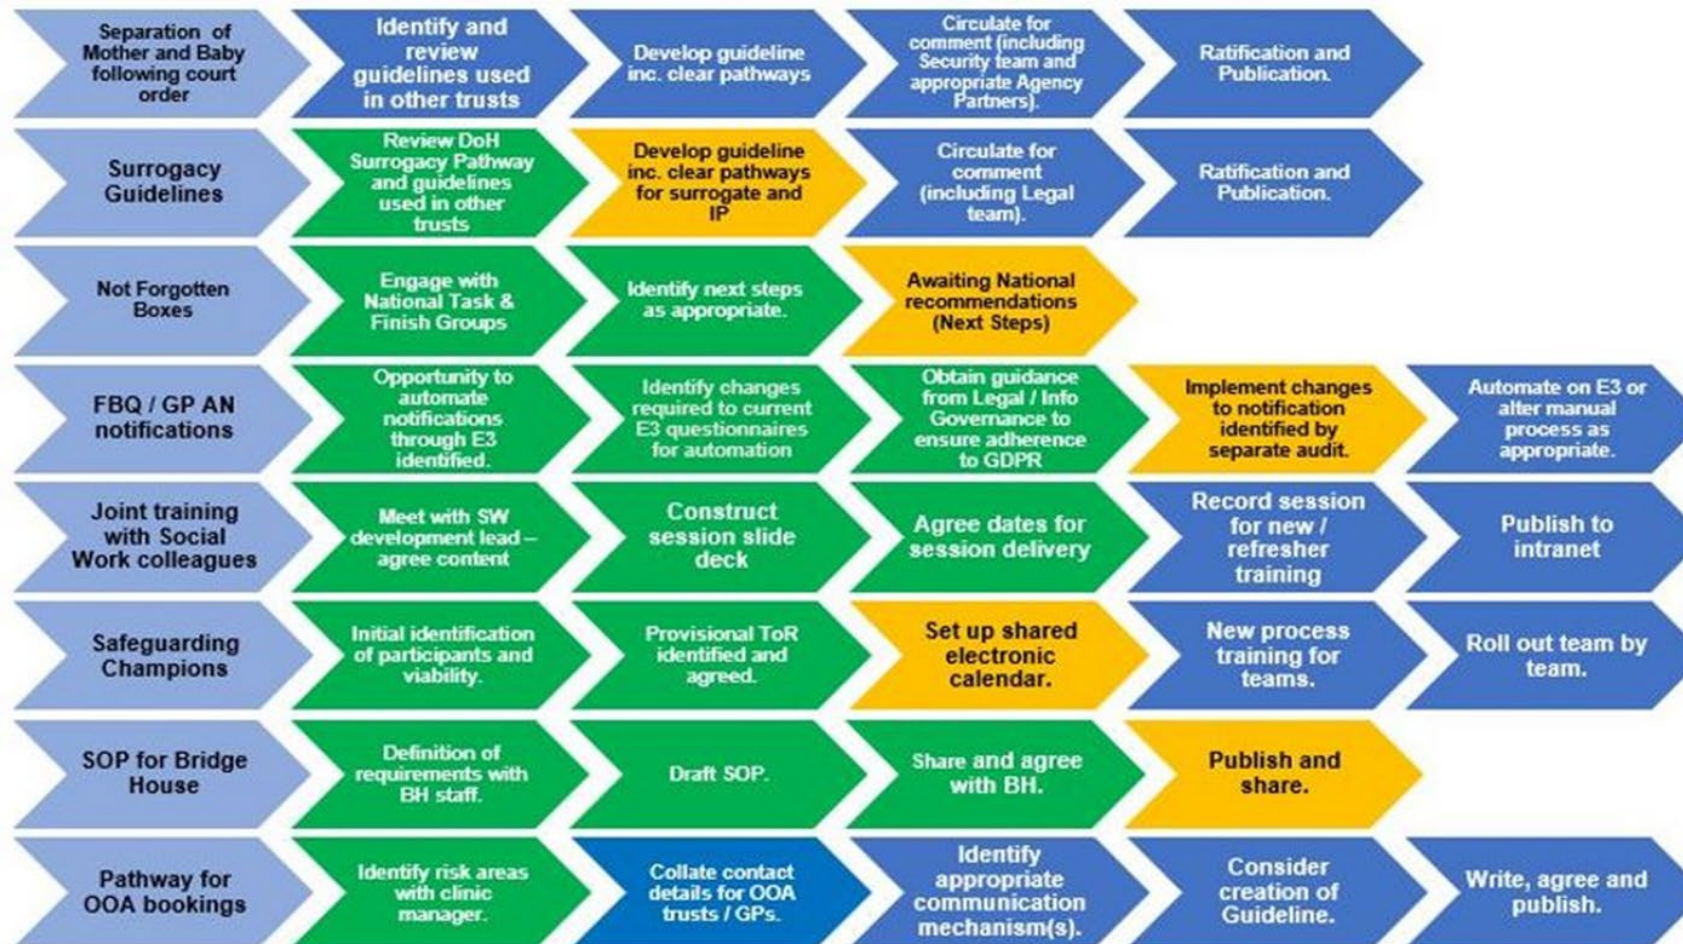 Separation of
Mother and Baby
following court
order
Identify and
review
guidelines used
in other trusts
Develop guideline
inc. clear pathways
Circulate for
comment (including
Security team and
appropriate Agency
Partners).
Ratification and
Publication.
Surrogacy
Guidelines
Review DoH
Surrogacy Pathway
and guidelines
used in other
trusts
Develop guideline
inc. clear pathways
for surrogate and
IP
Circulate for
comment
(including Legal
team).
Ratification and
Publication.
Not Forgotten
Boxes
Engage with
National Task &
Finish Groups
Identify next steps
as appropriate.
Awaiting National
recommendations
(Next Steps)
FBQ / GP AN
notifications
Opportunity to
automate
notifications
through E3
identified.
Identify changes
required to current
E3 questionnaires
for automation
Obtain guidance
from Legal / Info
Governance to
ensure adherence
to GDPR
Implement changes
to notification
identified by
separate audit.
Automate on E3 or
alter manual
process as
appropriate.
Joint training
with Social
Work colleagues
Meet with SW
development lead –
agree content
Construct
session slide
deck
Agree dates for
session delivery
Record session
for new /
refresher
training
Publish to
intranet
Safeguarding
Champions
Initial identification
of participants and
viability.
Provisional ToR
identified and
agreed.
Set up shared
electronic
calendar.
New process
training for
teams.
Roll out team by
team.
SOP for Bridge
House
Definition of
requirements with
BH staff.
Draft SOP.
Share and agree
with BH.
Publish and
share.
Pathway for
OOA bookings
Identify risk areas
with clinic
manager.
Collate contact
details for OOA
trusts / GPs.
Identify
appropriate
communication
mechanism(s).
Consider
creation of
Guideline.
Write, agree and
publish.